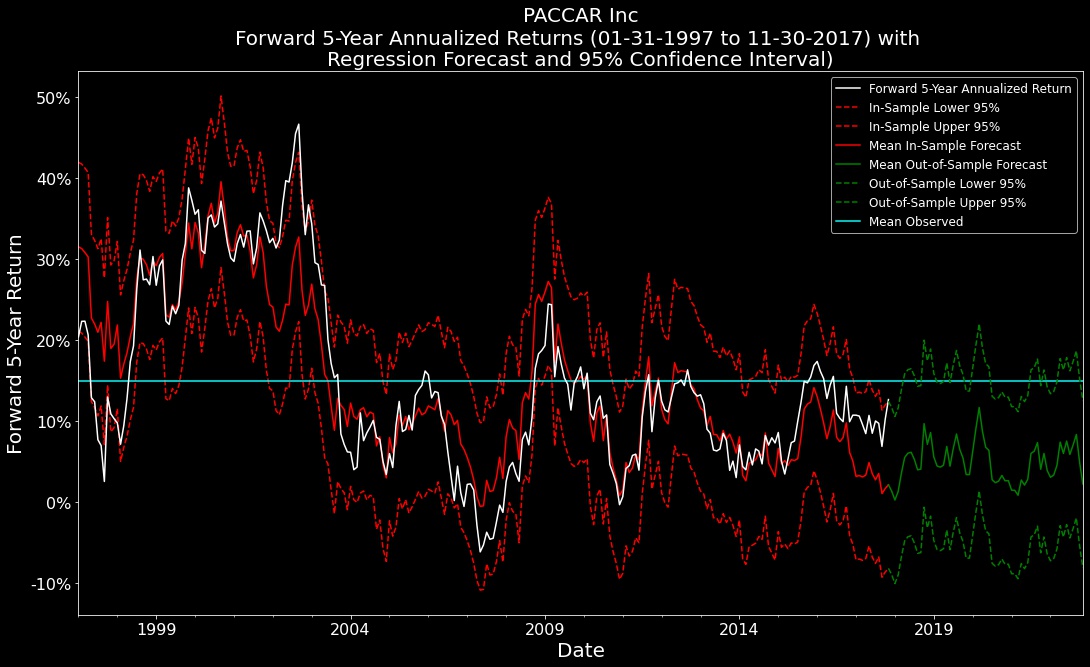 PACCAR Inc
Forward 5-Year Annualized Returns (01-31-1997 to 11-30-2017) with
Regression Forecast and 95% Confidence Interval)
Forward 5-Year Annualized Return
In-Sample Lower 95%
In-Sample Upper 95%
Mean In-Sample Forecast
Mean Out-of-Sample Forecast
Out-of-Sample Lower 95%
Out-of-Sample Upper 95%
Mean Observed
Forward 5-Year Return
50%
40%
30%
20%
10%
0%
-10%
1999
2004
2009
2014
2019
Date